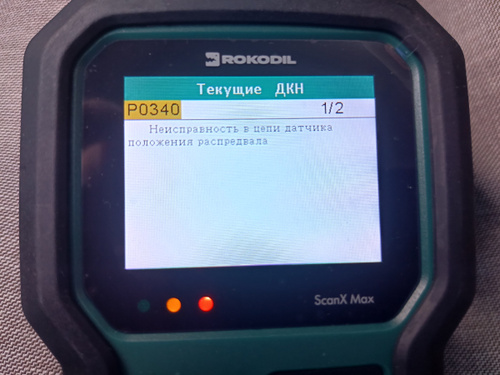 ROKODIL
Текущие ДКН
P0340 1/2
Неисправность в цепи датчика
положения распредвала
ScanX Max